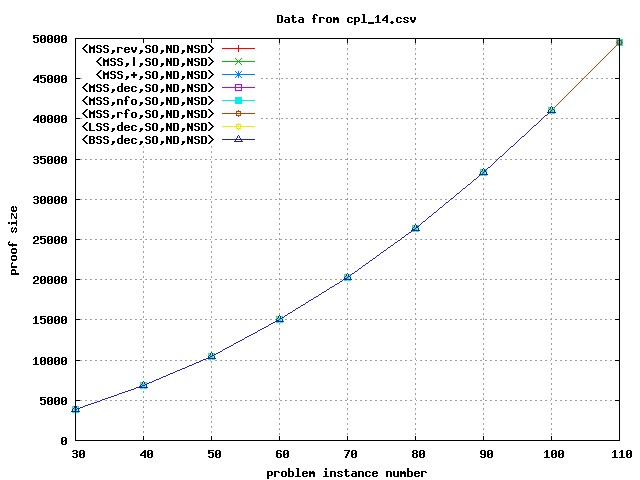 Data from cpl_14.csv
50000
45000
40000
35000
30000
25000
20000
15000
10000
5000
0
<MSS,rev,SO,ND,NSD>
<MSS,|,SO,ND,NSD>
<MSS,+,SO,ND,NSD>
<MSS,dec,SO,ND,NSD>
<MSS,nfo,SO,ND,NSD>
<MSS,rfo,SO,ND,NSD>
<LSS,dec,SO,ND,NSD>
<BSS,dec,SO,ND,NSD>
proof size
30 40 50 60 70 80 90 100 110
problem instance number